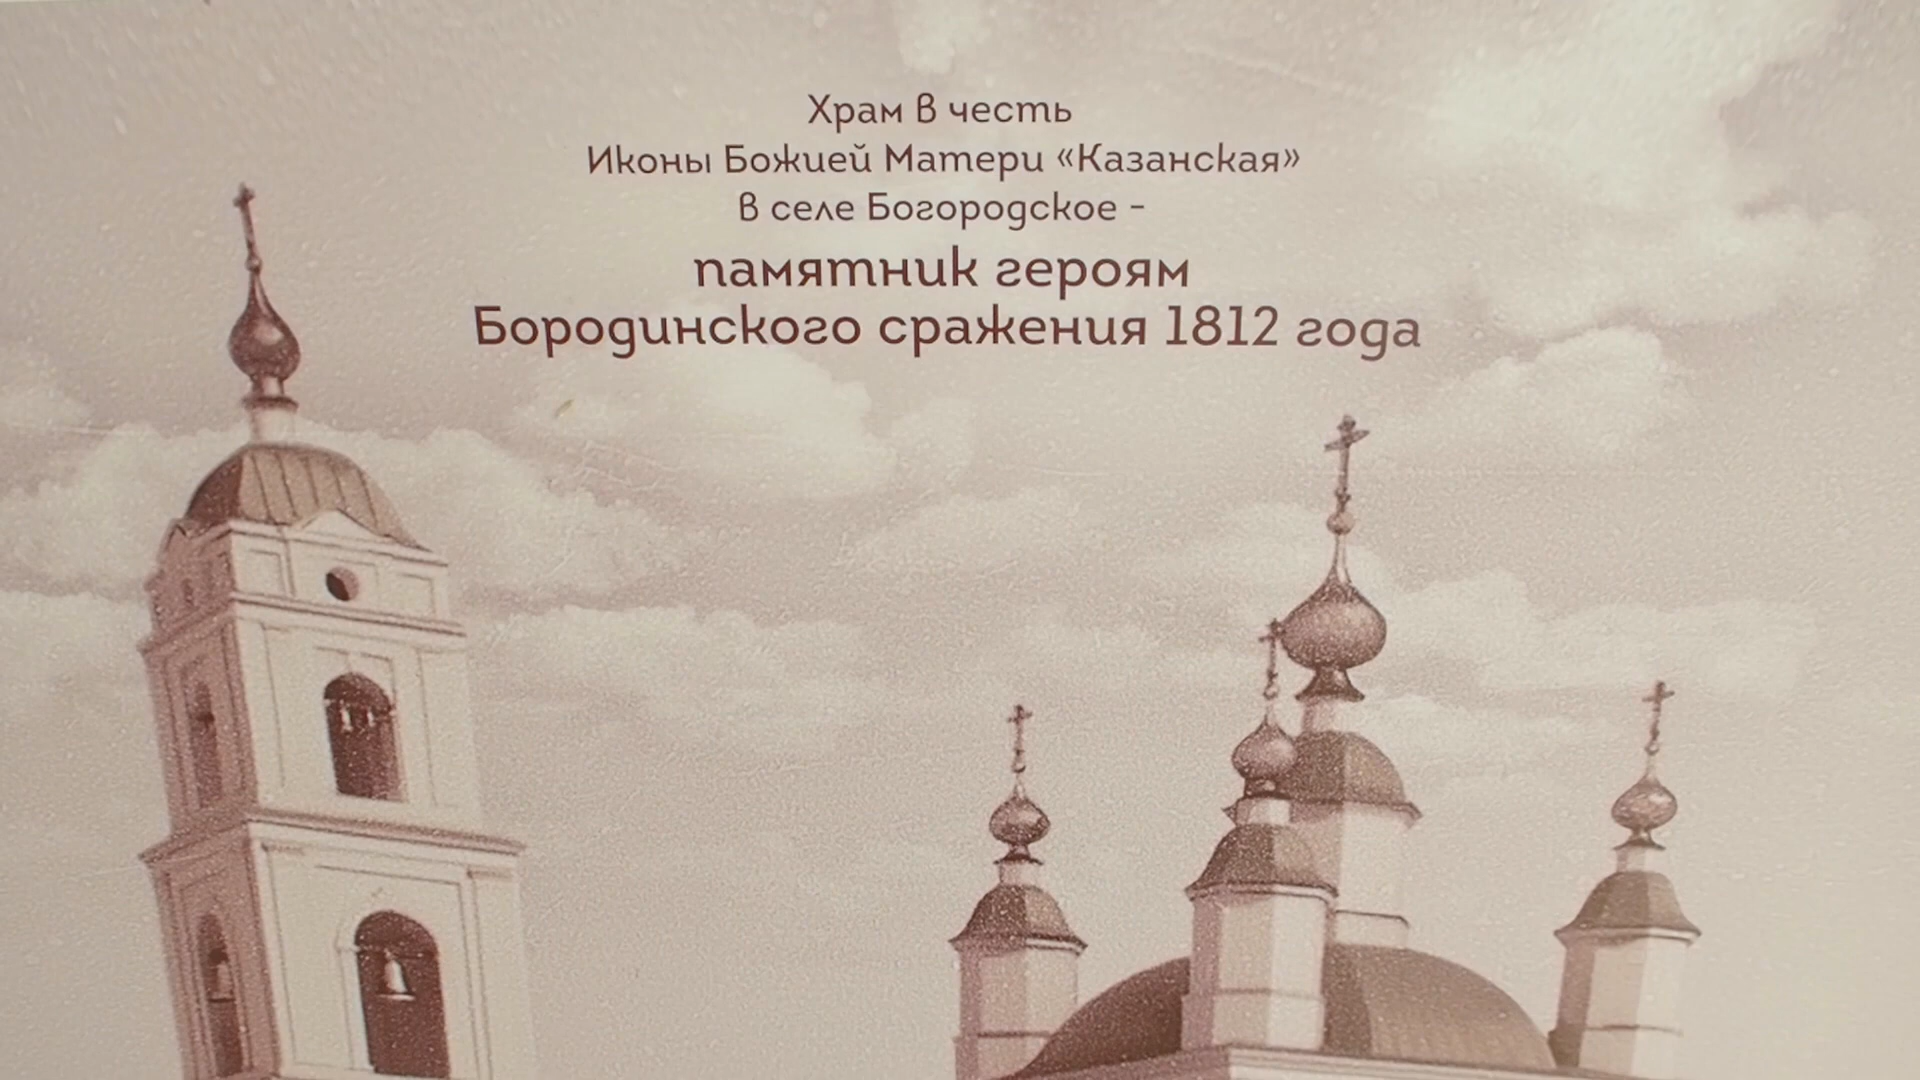 Храм в честь
Иконы Божией Матери «Казанская»
в селе Богородское -
памятник героям
Бородинского сражения 1812 года